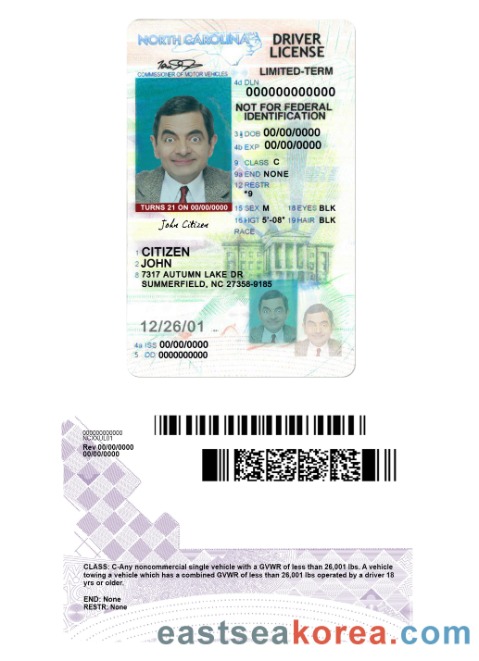 NORTH CAROLINA
DRIVER
LICENSE
COMMISSIONER OF MOTOR VEHICLES
LIMITED-TERM
4d DLN
000000000000
NOT FOR FEDERAL
IDENTIFICATION
3 DOB 00/00/0000
4b EXP 00/00/0000
9 CLASS C
9a END NONE
12 RESTR
*9
TURNS 21 ON 00/00/0000
15 SEX M 18 EYES BLK
16 HGT 5'-08" 19 HAIR BLK
RACE
John Citizen
1 CITIZEN
2 JOHN
8 7317 AUTUMN LAKE DR
SUMMERFIELD, NC 27358-9185
12/26/01
4a ISS 00/00/0000
5 DD 0000000000
000000000000
Rev 00/00/0000
00/00/0000
CLASS: C-Any noncommercial single vehicle with a GVWR of less than 26,001 lbs. A vehicle
towing a vehicle which has a combined GVWR of less than 26,001 lbs operated by a driver 18
yrs or older.
END: None
RESTR: None
eastseakorea.com